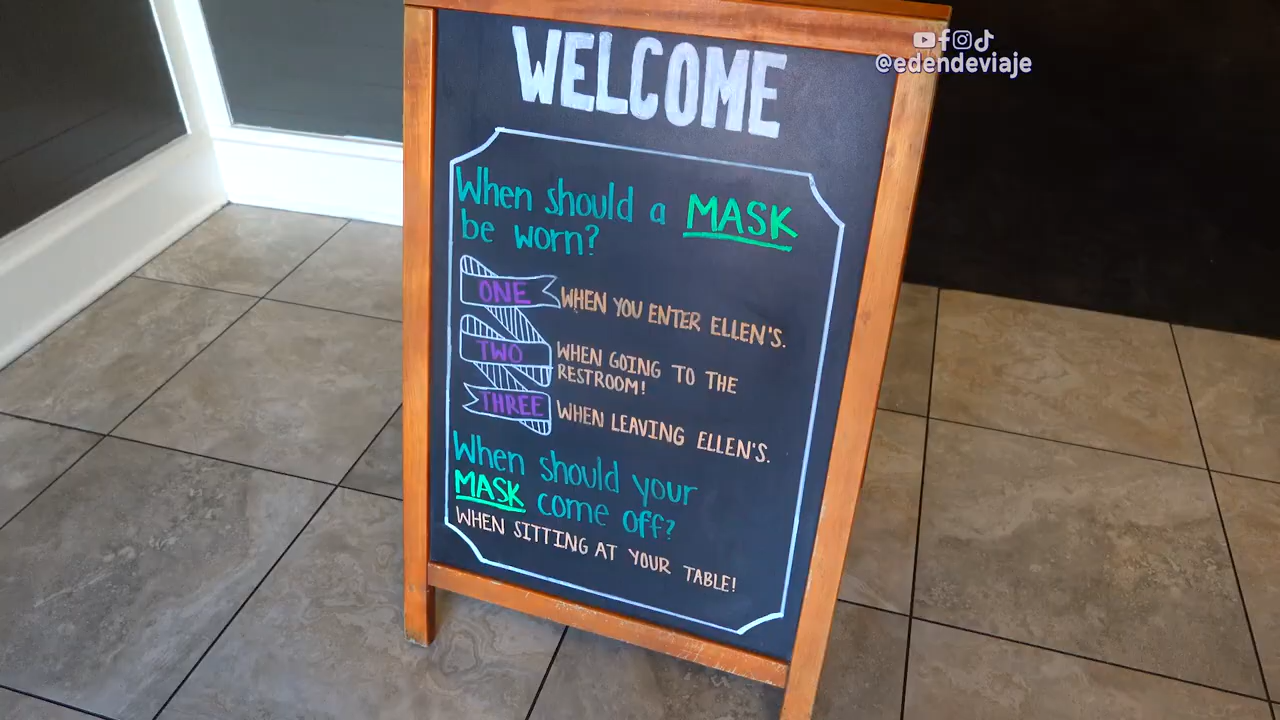 WELCOME
@edendeviaje
When should a MASK
be worn?
ONE WHEN YOU ENTER ELLEN'S.
TWO WHEN GOING TO THE
RESTROOM!
THREE WHEN LEAVING ELLEN'S.
When should your
MASK come off?
WHEN SITTING AT YOUR TABLE!